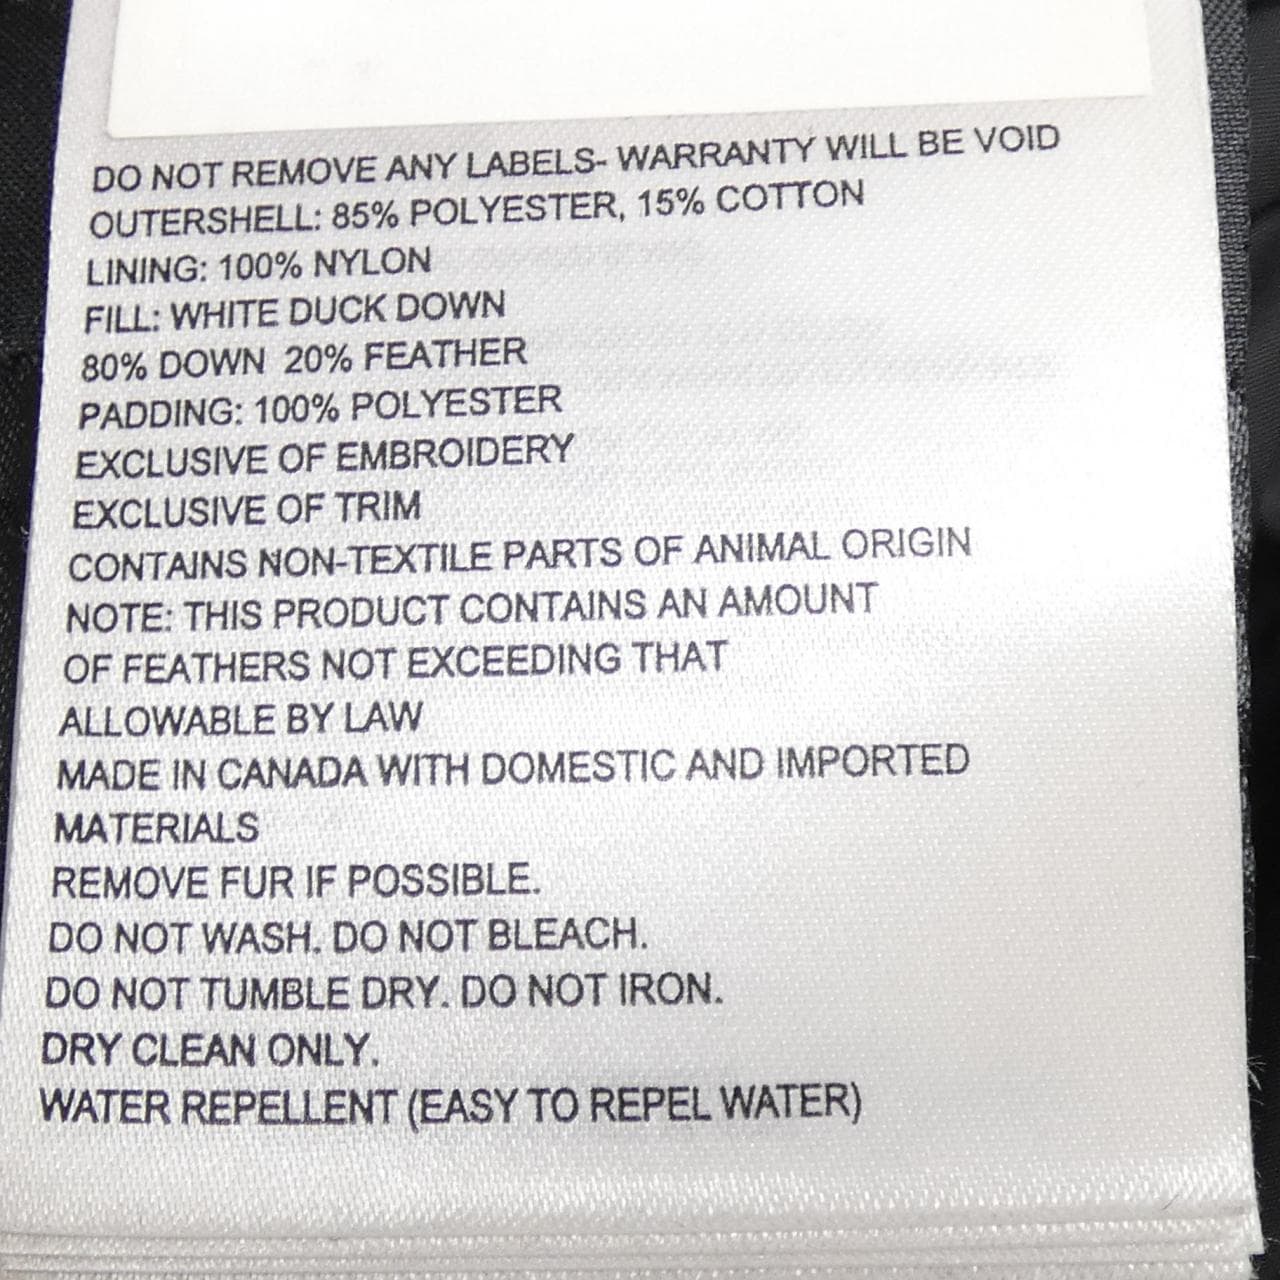 DO NOT REMOVE ANY LABELS- WARRANTY WILL BE VOID
OUTERSHELL: 85% POLYESTER, 15% COTTON
LINING: 100% NYLON
FILL: WHITE DUCK DOWN
80% DOWN 20% FEATHER
PADDING: 100% POLYESTER
EXCLUSIVE OF EMBROIDERY
EXCLUSIVE OF TRIM
CONTAINS NON-TEXTILE PARTS OF ANIMAL ORIGIN
NOTE: THIS PRODUCT CONTAINS AN AMOUNT
OF FEATHERS NOT EXCEEDING THAT
ALLOWABLE BY LAW
MADE IN CANADA WITH DOMESTIC AND IMPORTED
MATERIALS
REMOVE FUR IF POSSIBLE.
DO NOT WASH. DO NOT BLEACH.
DO NOT TUMBLE DRY. DO NOT IRON.
DRY CLEAN ONLY.
WATER REPELLENT (EASY TO REPEL WATER)